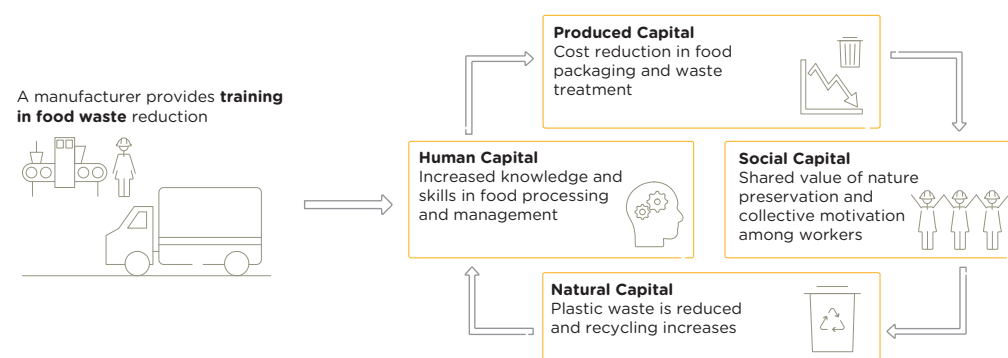 A manufacturer provides training
in food waste reduction
Human Capital
Increased knowledge and
skills in food processing
and management
Produced Capital
Cost reduction in food
packaging and waste
treatment
Social Capital
Shared value of nature
preservation and
collective motivation
among workers
Natural Capital
Plastic waste is reduced
and recycling increases